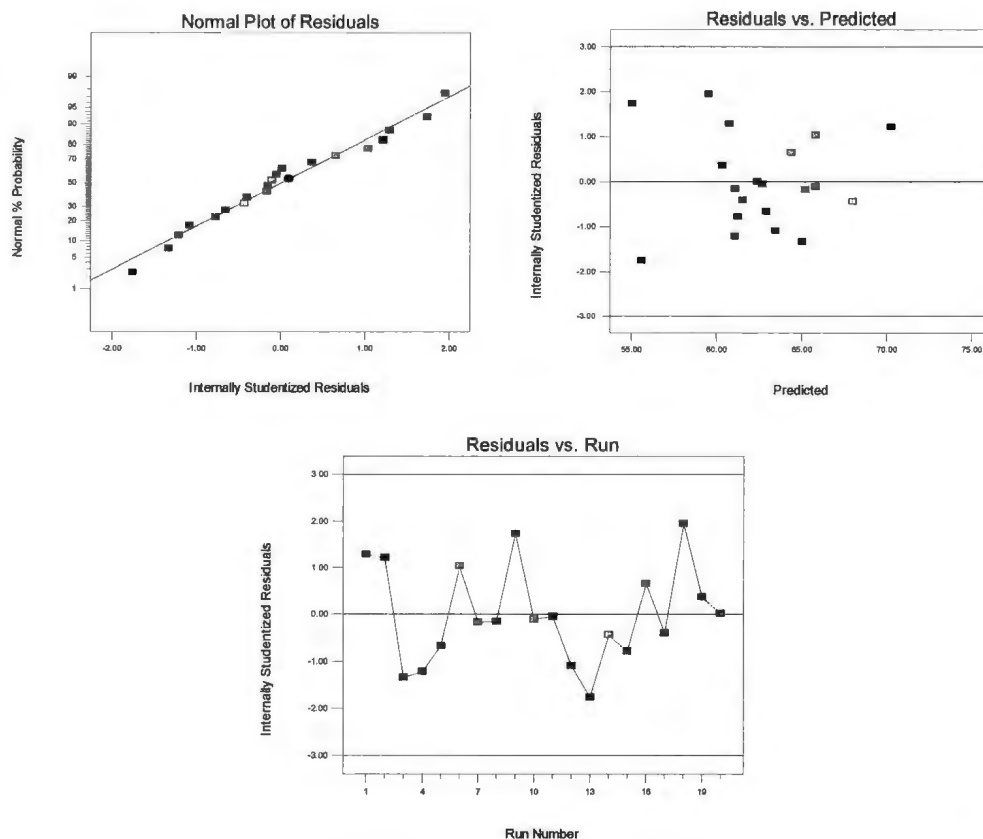 Normal Plot of Residuals
Normal % Probability
99
95
90
80
70
50
30
20
10
5
1
-2.00 -1.00 0.00 1.00 2.00
Internally Studentized Residuals
Residuals vs. Predicted
Internally Studentized Residuals
3.00
2.00
1.00
0.00
-1.00
-2.00
-3.00
55.00 60.00 65.00 70.00 75.00
Predicted
Residuals vs. Run
Internally Studentized Residuals
3.00
2.00
1.00
0.00
-1.00
-2.00
-3.00
1 4 7 10 13 16 19
Run Number